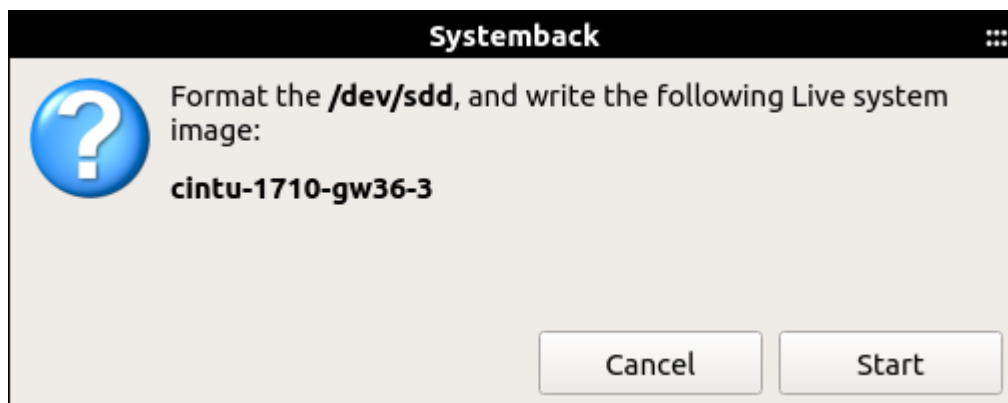 Systemback
Format the /dev/sdd, and write the following Live system
image:
cintu-1710-gw36-3
Cancel
Start